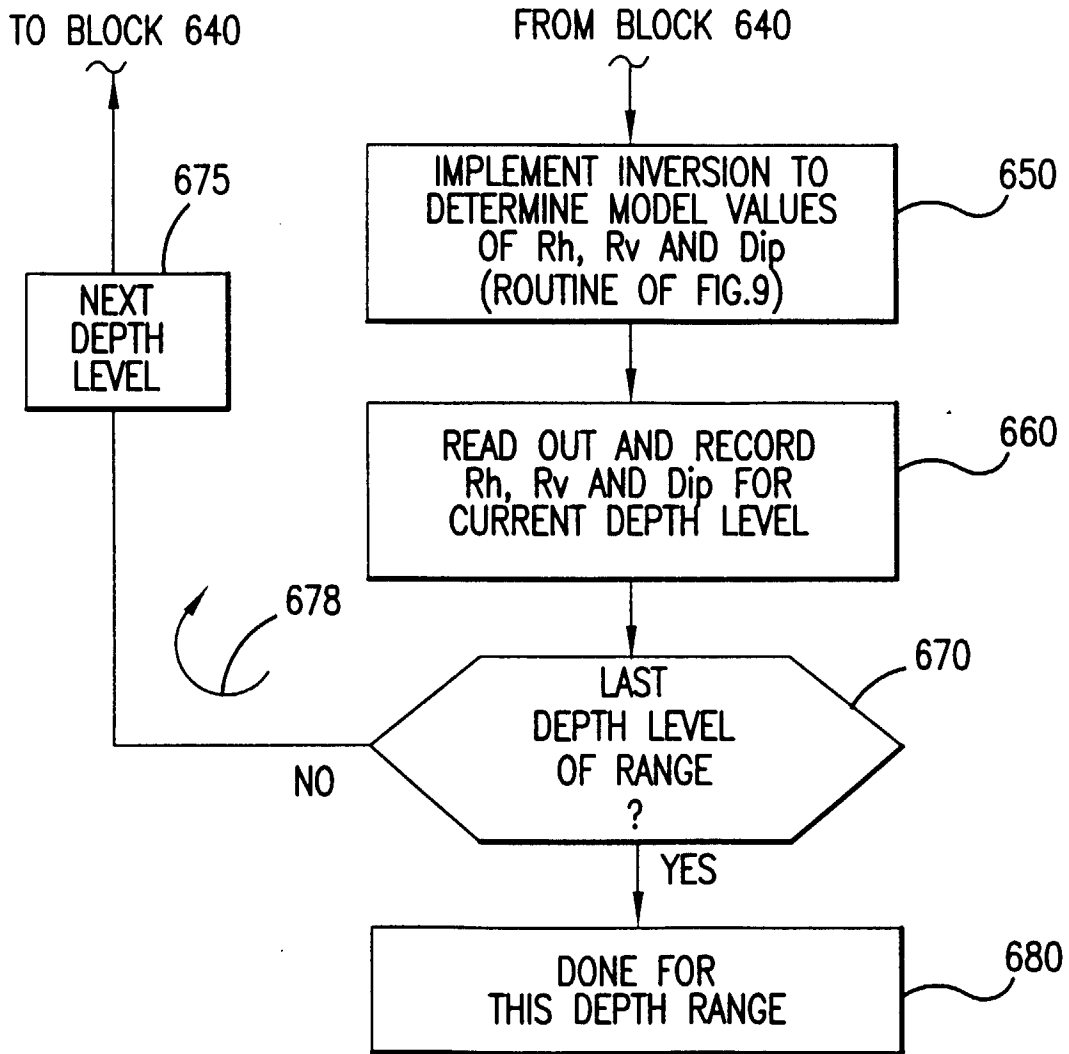 TO BLOCK 640
FROM BLOCK 640
IMPLEMENT INVERSION TO
DETERMINE MODEL VALUES
OF Rh, Rv AND Dip
(ROUTINE OF FIG.9)
650
675
NEXT
DEPTH
LEVEL
READ OUT AND RECORD
Rh, Rv AND Dip FOR
CURRENT DEPTH LEVEL
660
678
LAST
DEPTH LEVEL
OF RANGE
?
670
NO
YES
DONE FOR
THIS DEPTH RANGE
680